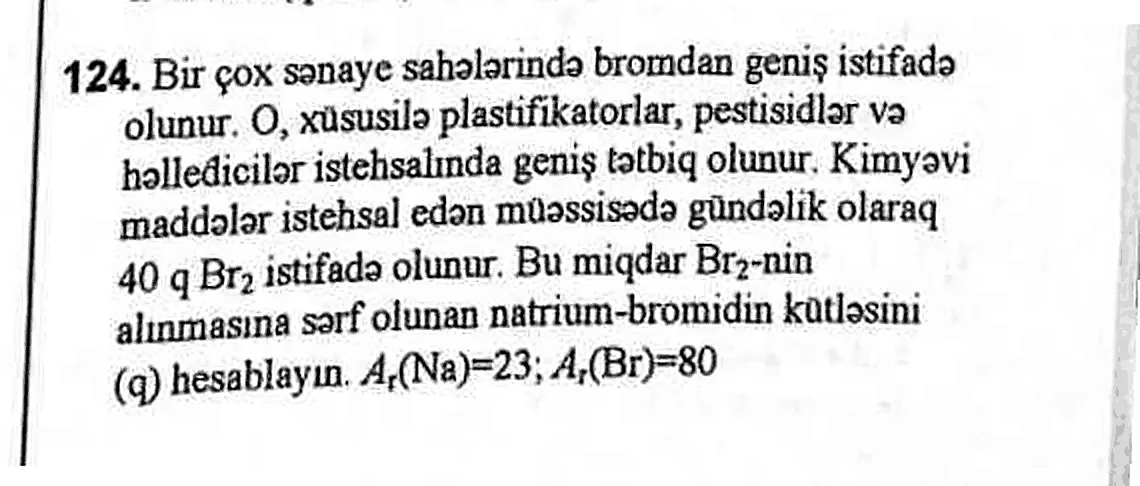 124. Bir çox sənaye sahələrində bromdan geniş istifadə
olunur. O, xüsusilə plastifikatorlar, pestisidlər və
həlledicilər istehsalında geniş tətbiq olunur. Kimyəvi
maddələr istehsal edən müəssisədə gündəlik olaraq
40 q Br₂ istifadə olunur. Bu miqdar Br₂-nin
alınmasına sərf olunan natrium-bromidin kütləsini
(q) hesablayın. Aᵣ(Na)=23; Aᵣ(Br)=80